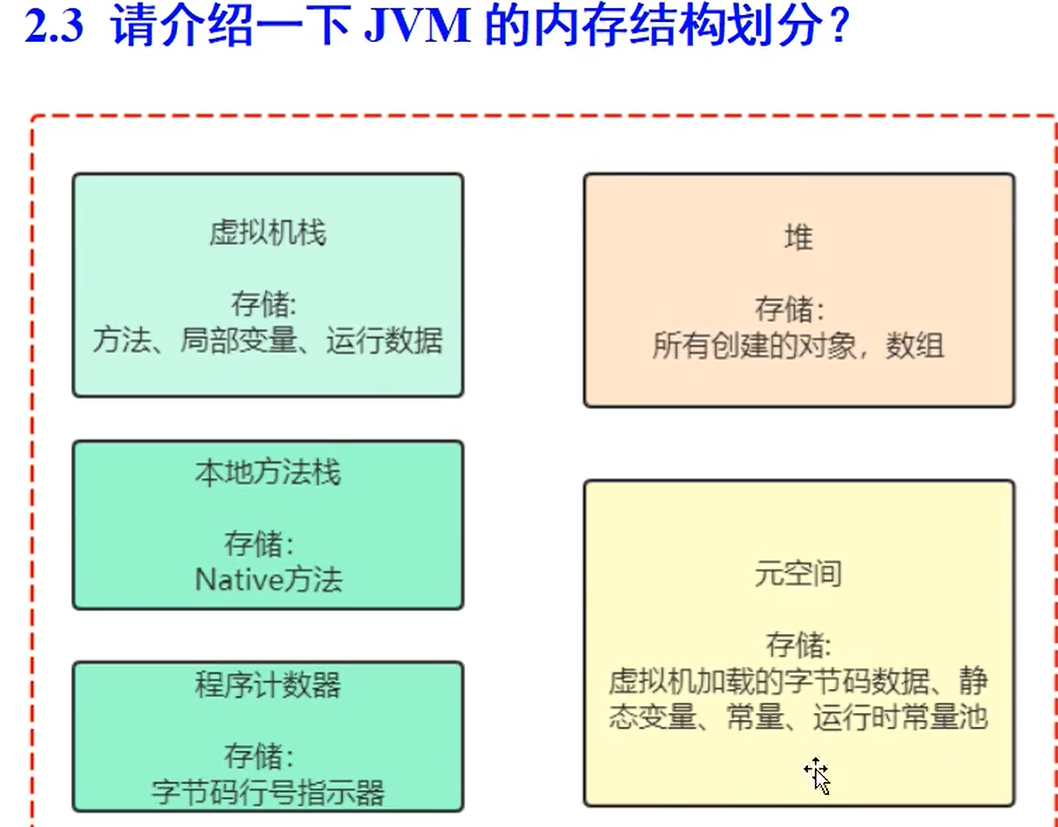 2.3 请介绍一下 JVM 的内存结构划分？
虚拟机栈
存储:
方法、局部变量、运行数据
本地方法栈
存储：
Native方法
程序计数器
存储：
字节码行号指示器
堆
存储：
所有创建的对象，数组
元空间
存储:
虚拟机加载的字节码数据、静
态变量、常量、运行时常量池